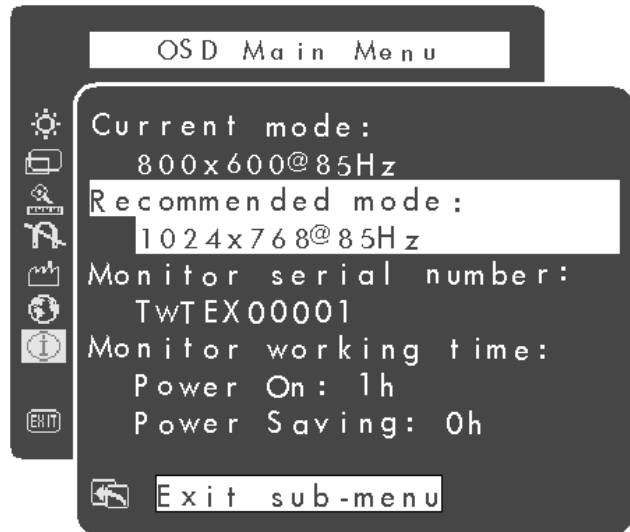 OSD Main Menu
Current mode:
800x600@85Hz
Recommended mode:
1024x768@85Hz
Monitor serial number:
TwTEX00001
Monitor working time:
Power On: 1h
Power Saving: 0h
EXIT
Exit sub-menu